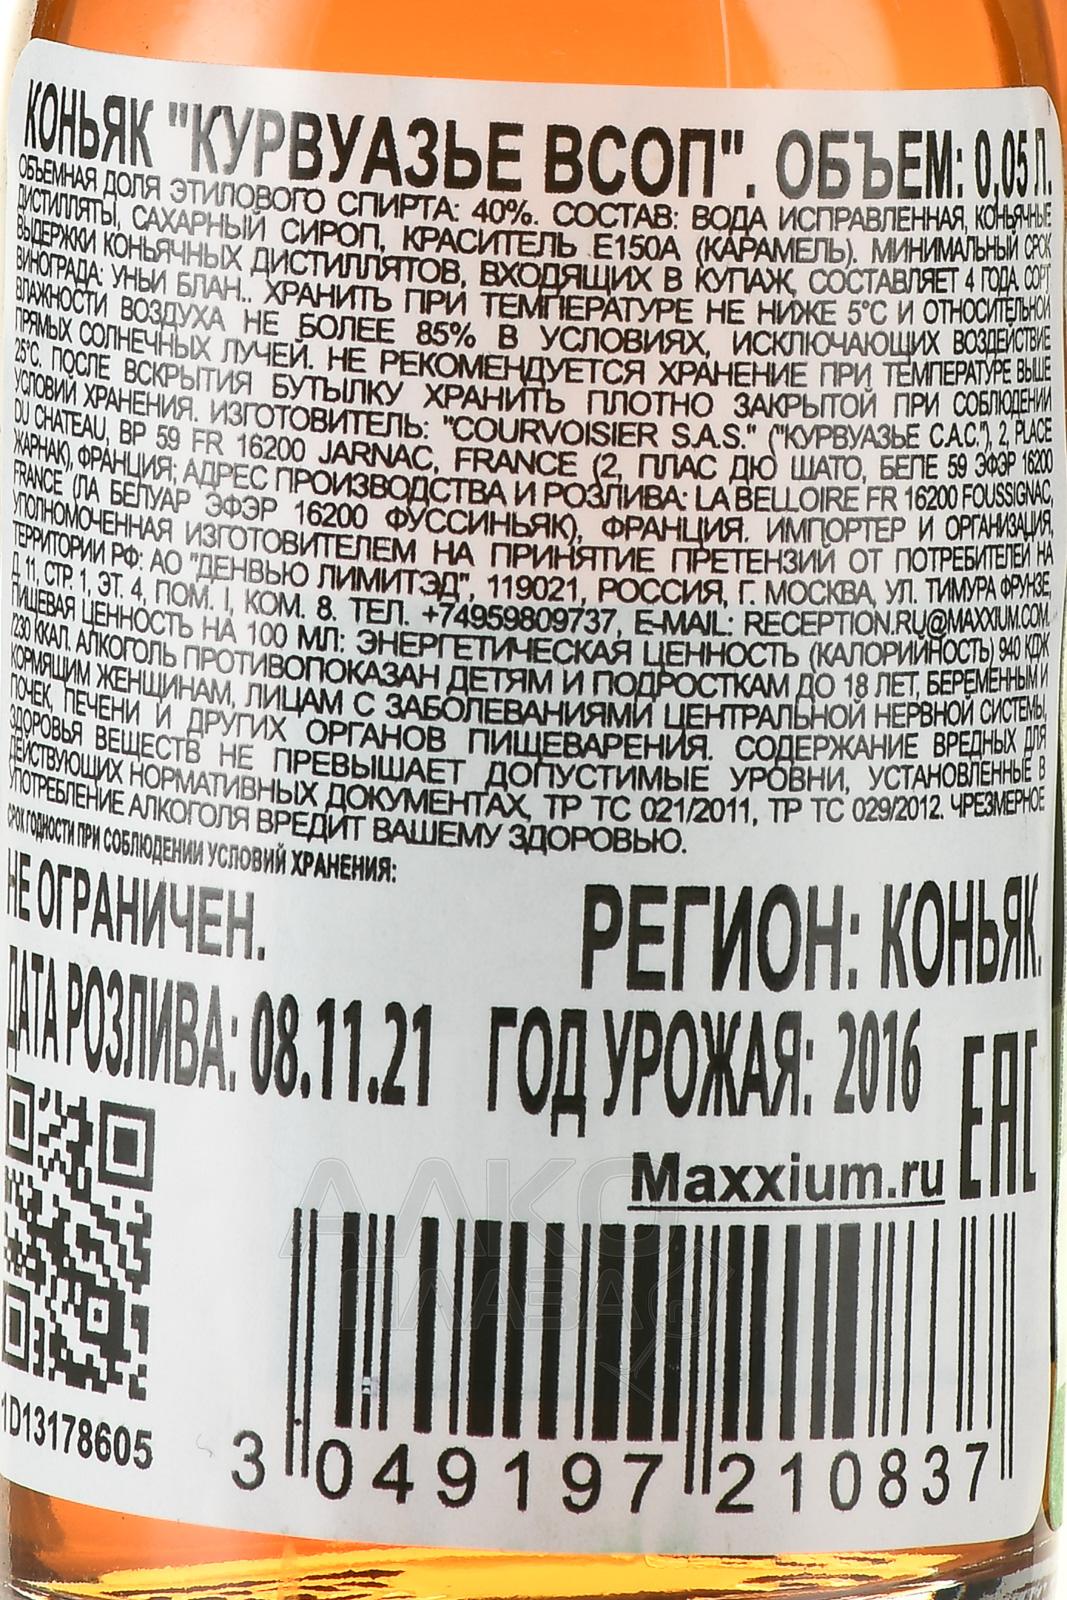 КОНЬЯК "КУРВУАЗЬЕ ВСОП". ОБЪЕМ: 0,05 Л.
ОБЪЕМНАЯ ДОЛЯ ЭТИЛОВОГО СПИРТА: 40%. СОСТАВ: ВОДА ИСПРАВЛЕННАЯ, КОНЬЯЧНЫЕ
ДИСТИЛЛЯТЫ, САХАРНЫЙ СИРОП, КРАСИТЕЛЬ Е150А (КАРАМЕЛЬ). МИНИМАЛЬНЫЙ СРОК
ВЫДЕРЖКИ КОНЬЯЧНЫХ ДИСТИЛЛЯТОВ, ВХОДЯЩИХ В КУПАЖ, СОСТАВЛЯЕТ 4 ГОДА. СОРТ
ВИНОГРАДА: УНЬИ БЛАН.. ХРАНИТЬ ПРИ ТЕМПЕРАТУРЕ НЕ НИЖЕ 5°С И ОТНОСИТЕЛЬНОЙ
ВЛАЖНОСТИ ВОЗДУХА НЕ БОЛЕЕ 85% В УСЛОВИЯХ, ИСКЛЮЧАЮЩИХ ВОЗДЕЙСТВИЕ
ПРЯМЫХ СОЛНЕЧНЫХ ЛУЧЕЙ. НЕ РЕКОМЕНДУЕТСЯ ХРАНЕНИЕ ПРИ ТЕМПЕРАТУРЕ ВЫШЕ
25°С. ПОСЛЕ ВСКРЫТИЯ БУТЫЛКУ ХРАНИТЬ ПЛОТНО ЗАКРЫТОЙ ПРИ СОБЛЮДЕНИИ
УСЛОВИЙ ХРАНЕНИЯ. ИЗГОТОВИТЕЛЬ: "COURVOISIER S.A.S." ("КУРВУАЗЬЕ С.А.С."), 2, PLACE
DU CHATEAU, BP 59 FR 16200 JARNAC, FRANCE (2, ПЛАС ДЮ ШАТО, БЕПЕ 59 ЭФЭР 16200
ЖАРНАК), ФРАНЦИЯ; АДРЕС ПРОИЗВОДСТВА И РОЗЛИВА: LA BELLOIRE FR 16200 FOUSSIGNAC,
FRANCE (ЛА БЕЛУАР ЭФЭР 16200 ФУССИНЬЯК), ФРАНЦИЯ. ИМПОРТЕР И ОРГАНИЗАЦИЯ,
УПОЛНОМОЧЕННАЯ ИЗГОТОВИТЕЛЕМ НА ПРИНЯТИЕ ПРЕТЕНЗИЙ ОТ ПОТРЕБИТЕЛЕЙ НА
ТЕРРИТОРИИ РФ: АО "ДЕНВЬЮ ЛИМИТЭД", 119021, РОССИЯ, Г. МОСКВА, УЛ. ТИМУРА ФРУНЗЕ,
Д. 11, СТР. 1, ЭТ. 4, ПОМ. I, КОМ. 8. ТЕЛ. +74959809737, E-MAIL: RECEPTION.RU@MAXXIUM.COM.
ПИЩЕВАЯ ЦЕННОСТЬ НА 100 МЛ: ЭНЕРГЕТИЧЕСКАЯ ЦЕННОСТЬ (КАЛОРИЙНОСТЬ) 940 КДЖ
/230 ККАЛ. АЛКОГОЛЬ ПРОТИВОПОКАЗАН ДЕТЯМ И ПОДРОСТКАМ ДО 18 ЛЕТ, БЕРЕМЕННЫМ И
КОРМЯЩИМ ЖЕНЩИНАМ, ЛИЦАМ С ЗАБОЛЕВАНИЯМИ ЦЕНТРАЛЬНОЙ НЕРВНОЙ СИСТЕМЫ,
ПОЧЕК, ПЕЧЕНИ И ДРУГИХ ОРГАНОВ ПИЩЕВАРЕНИЯ. СОДЕРЖАНИЕ ВРЕДНЫХ ДЛЯ
ЗДОРОВЬЯ ВЕЩЕСТВ НЕ ПРЕВЫШАЕТ ДОПУСТИМЫЕ УРОВНИ, УСТАНОВЛЕННЫЕ В
ДЕЙСТВУЮЩИХ НОРМАТИВНЫХ ДОКУМЕНТАХ, ТР ТС 021/2011, ТР ТС 029/2012. ЧРЕЗМЕРНОЕ
УПОТРЕБЛЕНИЕ АЛКОГОЛЯ ВРЕДИТ ВАШЕМУ ЗДОРОВЬЮ.
СРОК ГОДНОСТИ ПРИ СОБЛЮДЕНИИ УСЛОВИЙ ХРАНЕНИЯ:
НЕ ОГРАНИЧЕН.
РЕГИОН: КОНЬЯК.
ДАТА РОЗЛИВА: 08.11.21 ГОД УРОЖАЯ: 2016
ЕАС
Maxxium.ru
АЛКО
ПЛАЗА
1D13178605
3 049197 210837